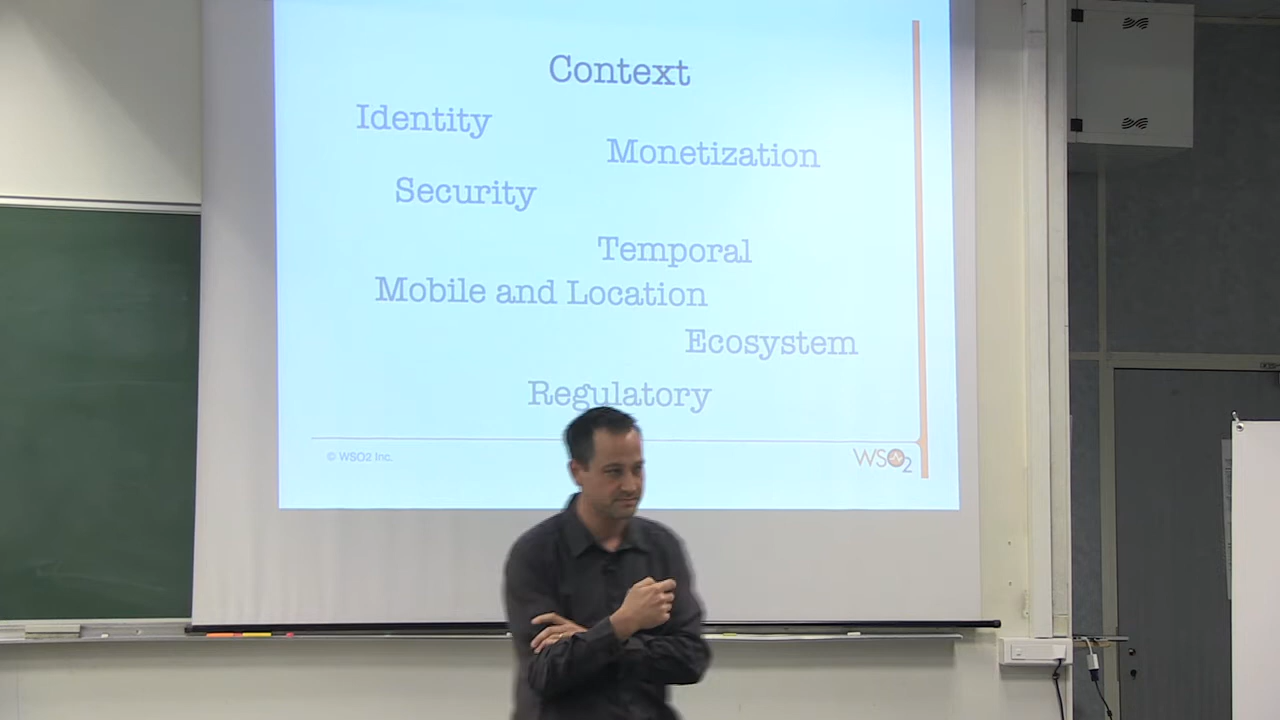 Context
Identity
Monetization
Security
Temporal
Mobile and Location
Ecosystem
Regulatory
© WSO2 Inc.
WSO2